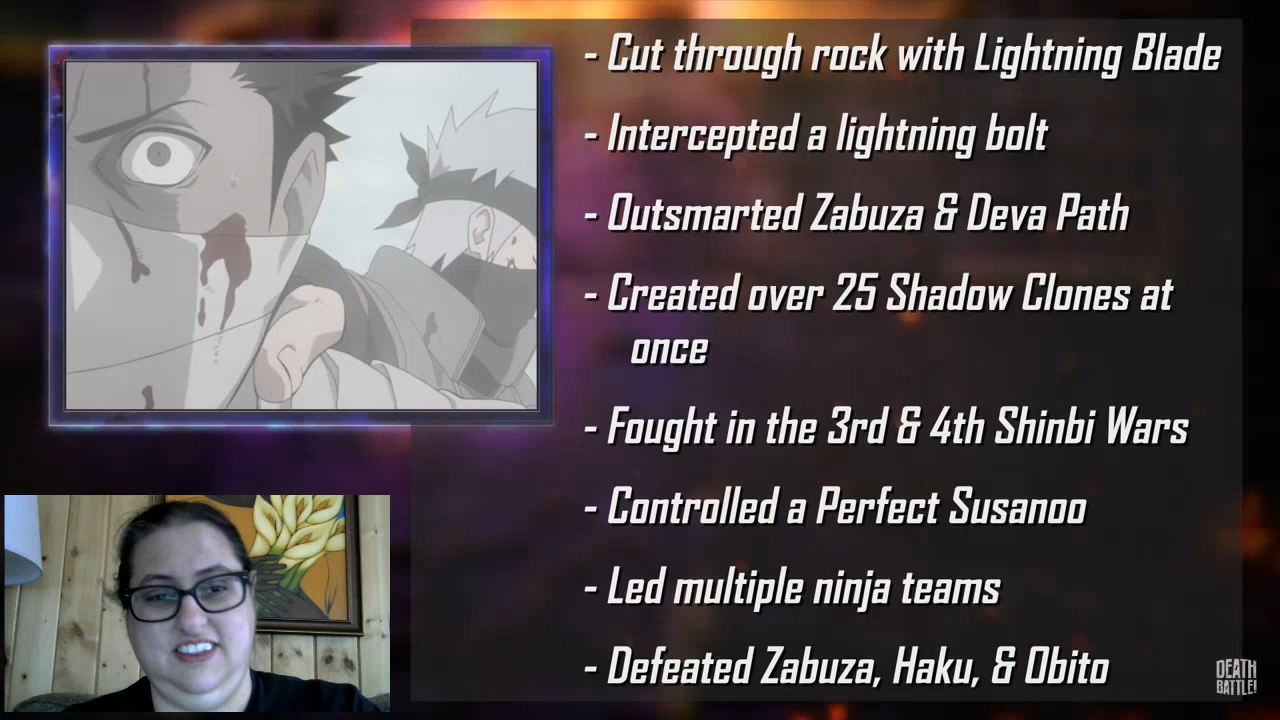 - Cut through rock with Lightning Blade
- Intercepted a lightning bolt
- Outsmarted Zabuza & Deva Path
- Created over 25 Shadow Clones at
once
- Fought in the 3rd & 4th Shinbi Wars
- Controlled a Perfect Susanoo
- Led multiple ninja teams
- Defeated Zabuza, Haku, & Obito
DEATH
BATTLE!